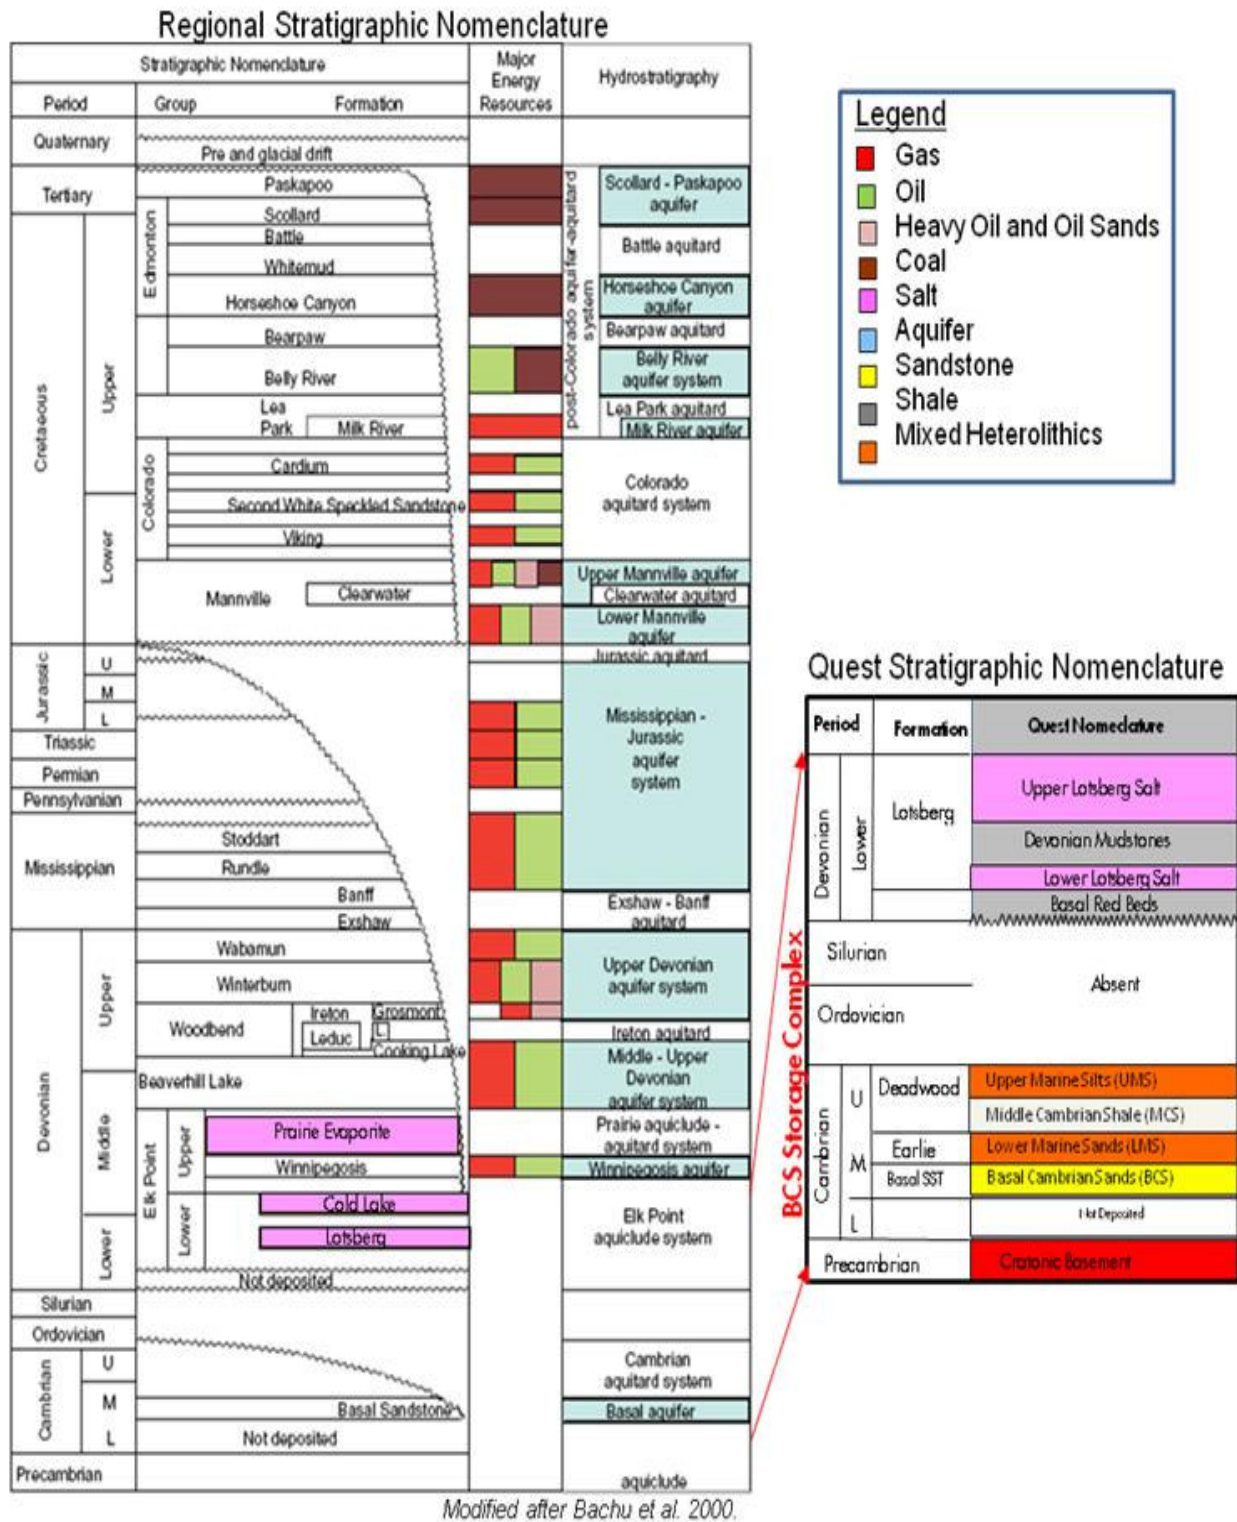 Regional Stratigraphic Nomenclature
Stratigraphic Nomenclature
Major
Energy
Resources
Hydrostratigraphy
Period
Group
Formation
Quaternary
Pre and glacial drift
Tertiary
Paskapoo
Scollard - Paskapoo
aquifer
Cretaeous
Upper
Edmonton
Scollard
Battle
Battle aquitard
Whitemud
Horseshoe Canyon
Horseshoe Canyon
aquifer
post-Colorado aquifer-aquitard
system
Bearpaw
Bearpaw aquitard
Belly River
Belly River
aquifer system
Lea
Park
Milk River
Lea Park aquitard
Milk River aquifer
Colorado
Cardium
Colorado
aquitard system
Lower
Second White Speckled Sandstone
Viking
Mannville
Clearwater
Upper Mannville aquifer
Clearwater aquitard
Lower Mannville
aquifer
Jurassic
U
M
L
Jurassic aquitard
Mississippian -
Jurassic
aquifer
system
Triassic
Permian
Pennsylvanian
Mississippian
Stoddart
Rundle
Banff
Exshaw
Exshaw - Banff
aquitard
Devonian
Upper
Wabamun
Winterburn
Upper Devonian
aquifer system
Woodbend
Ireton
Grosmont
Leduc
L
Cooking Lake
Ireton aquitard
Middle - Upper
Devonian
aquifer system
Middle
Beaverhill Lake
Elk Point
Upper
Prairie Evaporite
Prairie aquiclude -
aquitard system
Winnipegosis
Winnipegosis aquifer
Lower
Cold Lake
Elk Point
aquiclude system
Lower
Lotsberg
Not deposited
Silurian
Ordovician
Cambrian
U
M
L
Cambrian
aquitard system
Basal Sandstone
Basal aquifer
Not deposited
Precambrian
aquiclude
Modified after Bachu et al. 2000.
Legend
Gas
Oil
Heavy Oil and Oil Sands
Coal
Salt
Aquifer
Sandstone
Shale
Mixed Heterolithics
Quest Stratigraphic Nomenclature
Period
Formation
Quest Nomeclature
BCS Storage Complex
Devonian
Lower
Lotsberg
Upper Lotsberg Salt
Devonian Mudstones
Lower Lotsberg Salt
Basal Red Beds
Silurian
Absent
Ordovician
Cambrian
U
Deadwood
Upper Marine Silts (UMS)
Middle Cambrian Shale (MCS)
M
Earlie
Lower Marine Sands (LMS)
Basal SST
Basal Cambrian Sands (BCS)
L
Not Deposited
Precambrian
Cratonic Basement